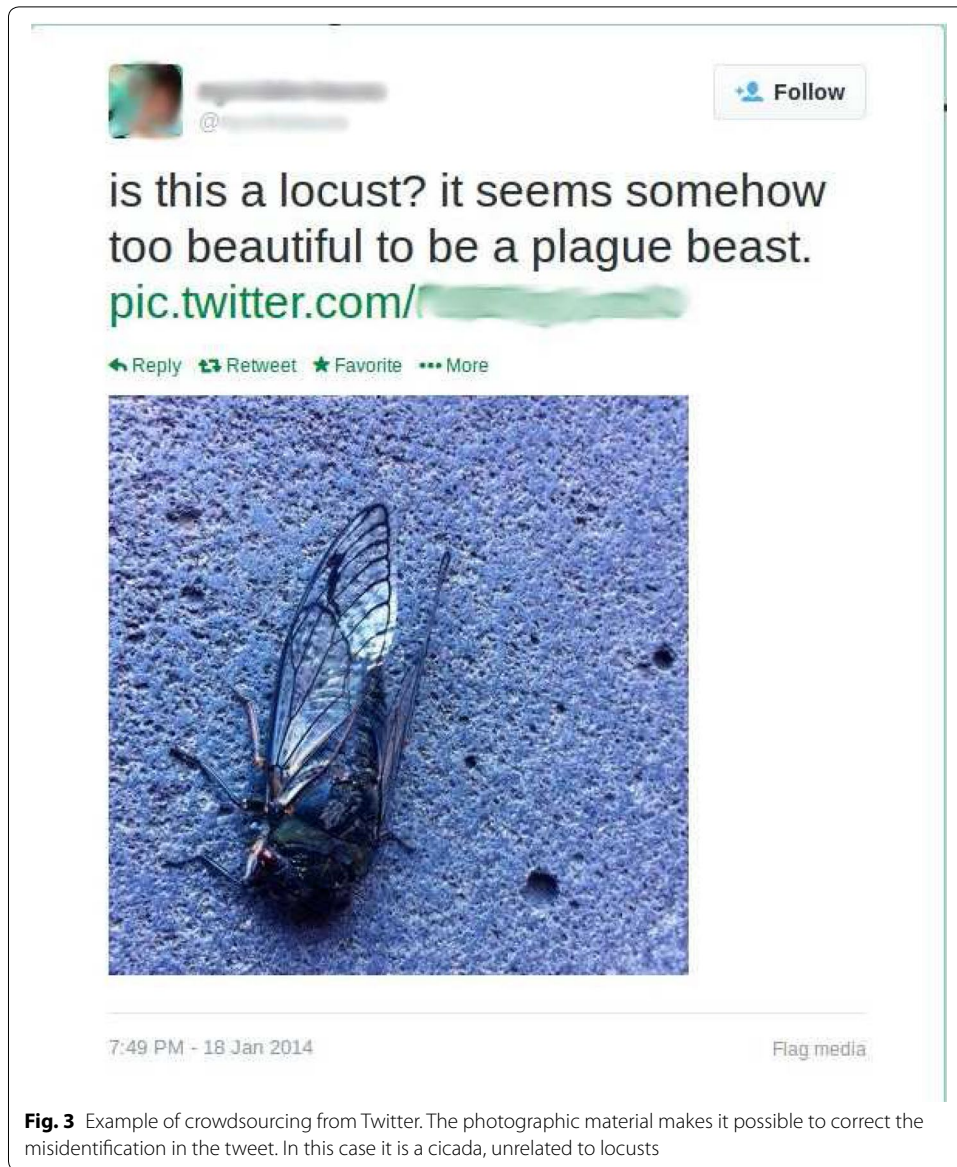 @
Follow
is this a locust? it seems somehow
too beautiful to be a plague beast.
pic.twitter.com/
Reply Retweet Favorite More
7:49 PM - 18 Jan 2014
Flag media
Fig. 3 Example of crowdsourcing from Twitter. The photographic material makes it possible to correct the
misidentification in the tweet. In this case it is a cicada, unrelated to locusts